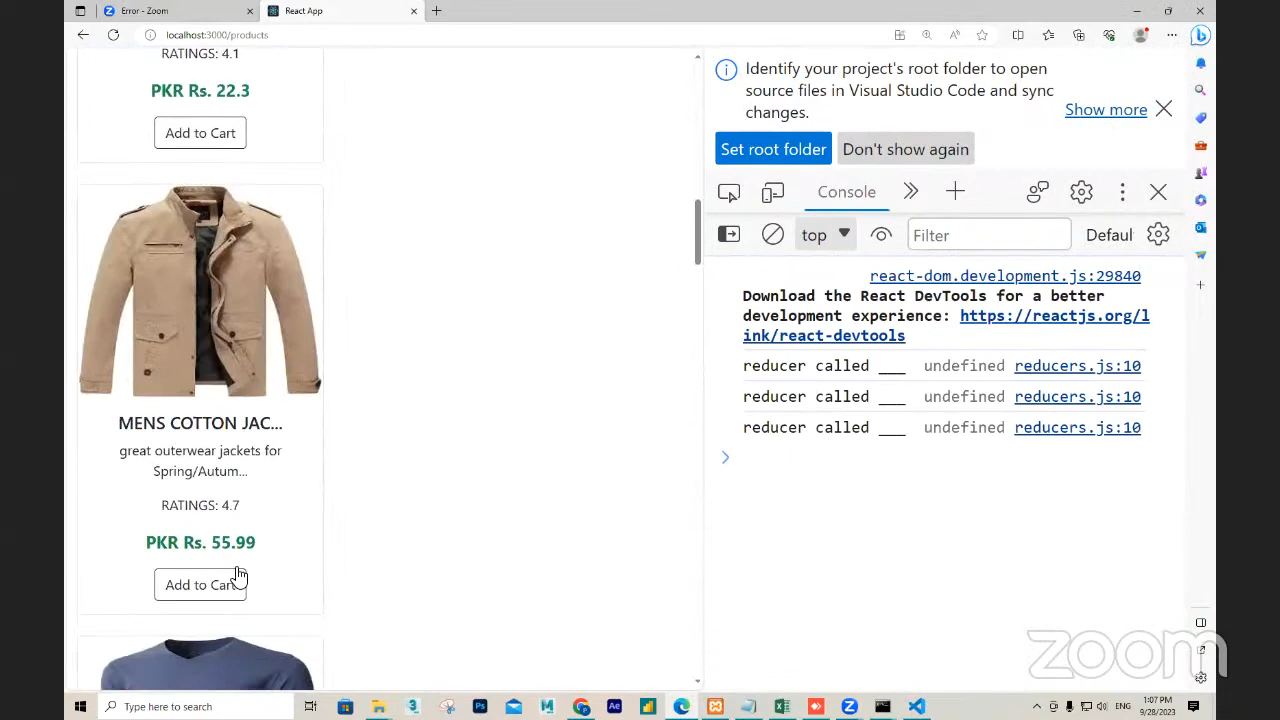 Error - Zoom
React App
localhost:3000/products
RATINGS: 4.1
PKR Rs. 22.3
Add to Cart
MENS COTTON JAC...
great outerwear jackets for
Spring/Autum...
RATINGS: 4.7
PKR Rs. 55.99
Add to Cart
Identify your project's root folder to open
source files in Visual Studio Code and sync
changes.
Show more
Set root folder
Don't show again
Console
top
Filter
Defaul
react-dom.development.js:29840
Download the React DevTools for a better
development experience: https://reactjs.org/l
ink/react-devtools
reducer called ___ undefined reducers.js:10
reducer called ___ undefined reducers.js:10
reducer called ___ undefined reducers.js:10
zoom
Type here to search
1:07 PM
9/28/2023